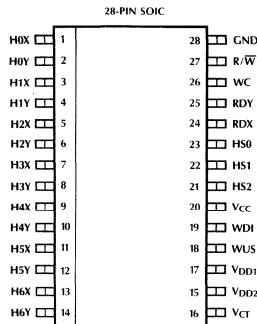 28-PIN SOIC
H0X 1 28 GND
H0Y 2 27 R/W̅
H1X 3 26 WC
H1Y 4 25 RDY
H2X 5 24 RDX
H2Y 6 23 HS0
H3X 7 22 HS1
H3Y 8 21 HS2
H4X 9 20 VCC
H4Y 10 19 WDI
H5X 11 18 WUS
H5Y 12 17 VDD1
H6X 13 15 VDD2
H6Y 14 16 VCT